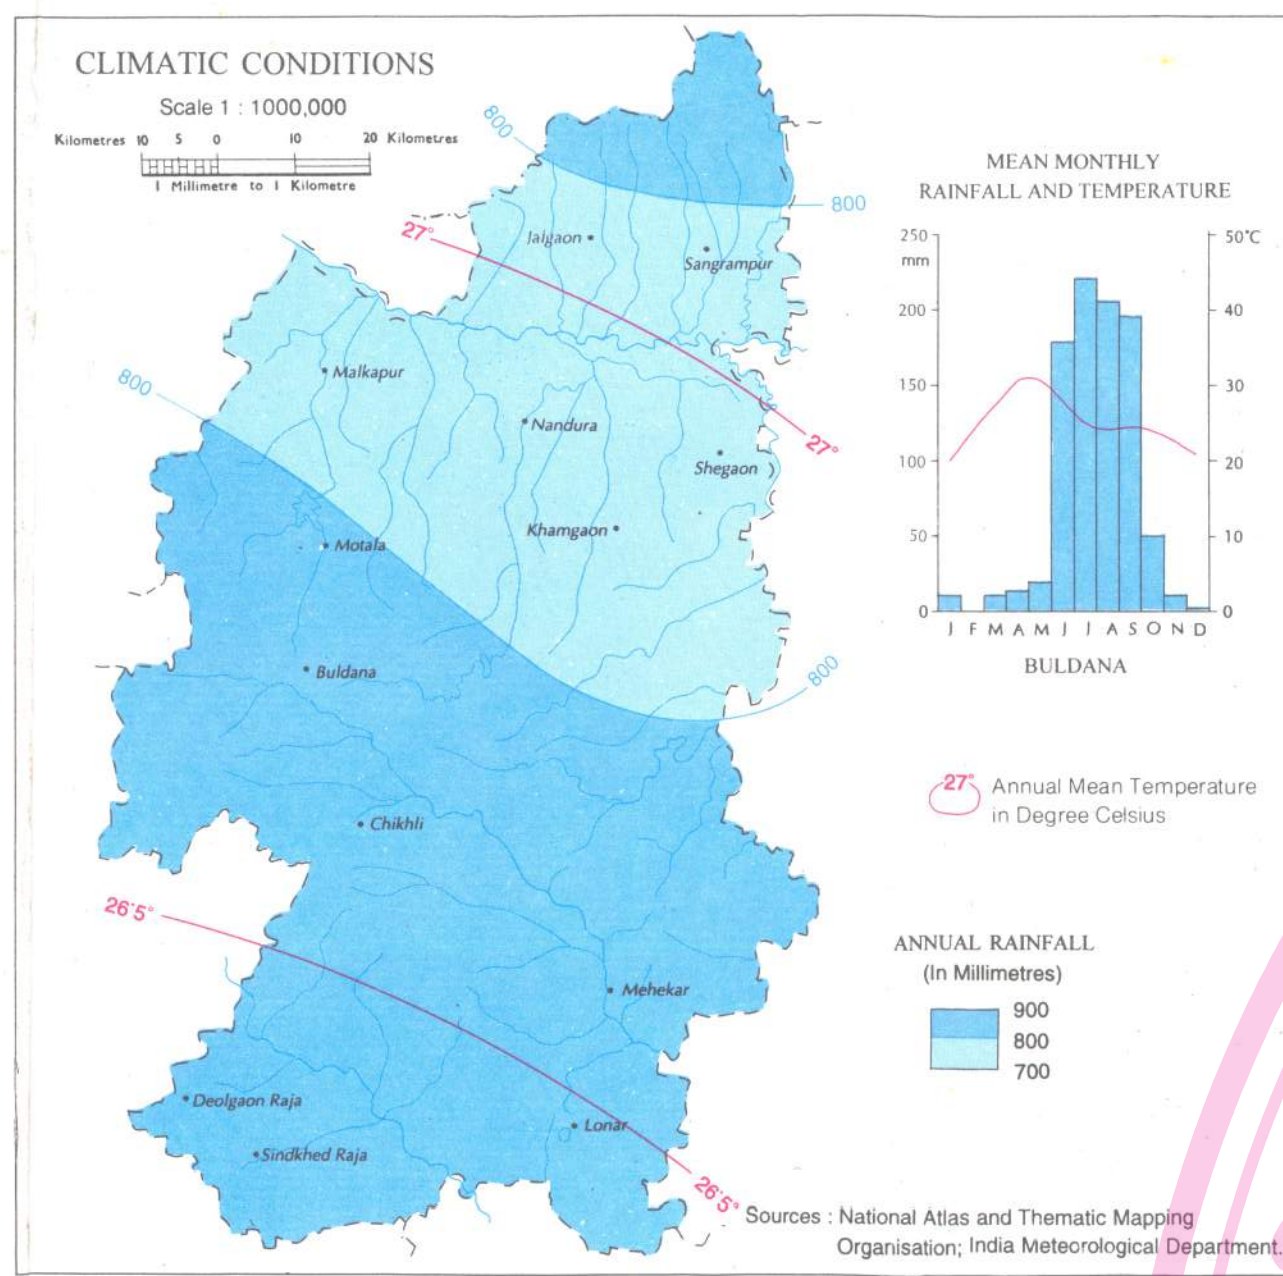 CLIMATIC CONDITIONS
Scale 1 : 1000,000
Kilometres 10 5 0 10 20 Kilometres
1 Millimetre to 1 Kilometre
800
800
27°
Jalgaon
Sangrampur
Malkapur
800
Nandura
27°
Shegaon
Khamgaon
Motala
Buldana
800
Chikhli
26·5°
Mehekar
Deolgaon Raja
Lonar
Sindkhed Raja
26·5°
MEAN MONTHLY
RAINFALL AND TEMPERATURE
250 50°C
mm
200 40
150 30
100 20
50 10
0 0
J F M A M J J A S O N D
BULDANA
27° Annual Mean Temperature
in Degree Celsius
ANNUAL RAINFALL
(In Millimetres)
900
800
700
Sources : National Atlas and Thematic Mapping
Organisation; India Meteorological Department.